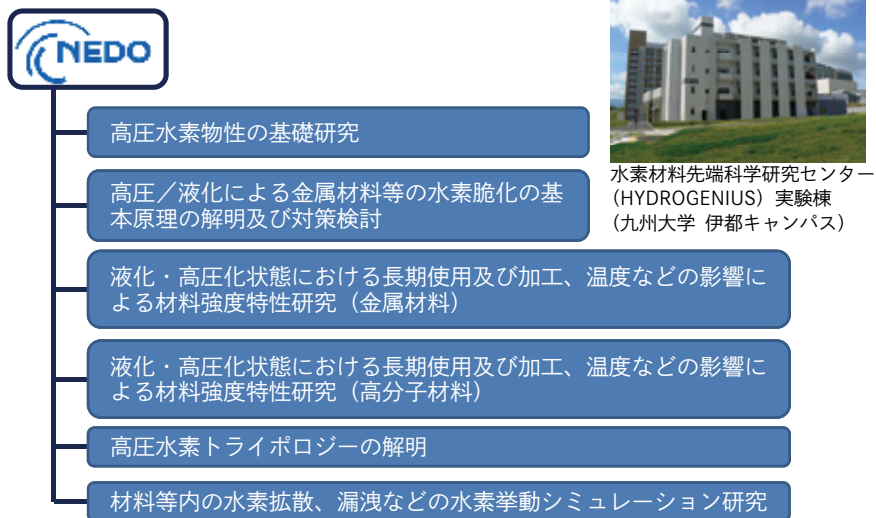 NEDO
高圧水素物性の基礎研究
高圧／液化による金属材料等の水素脆化の基
本原理の解明及び対策検討
液化・高圧化状態における長期使用及び加工、温度などの影響に
よる材料強度特性研究（金属材料）
液化・高圧化状態における長期使用及び加工、温度などの影響に
よる材料強度特性研究（高分子材料）
高圧水素トライポロジーの解明
材料等内の水素拡散、漏洩などの水素挙動シミュレーション研究
水素材料先端科学研究センター
（HYDROGENIUS）実験棟
（九州大学 伊都キャンパス）